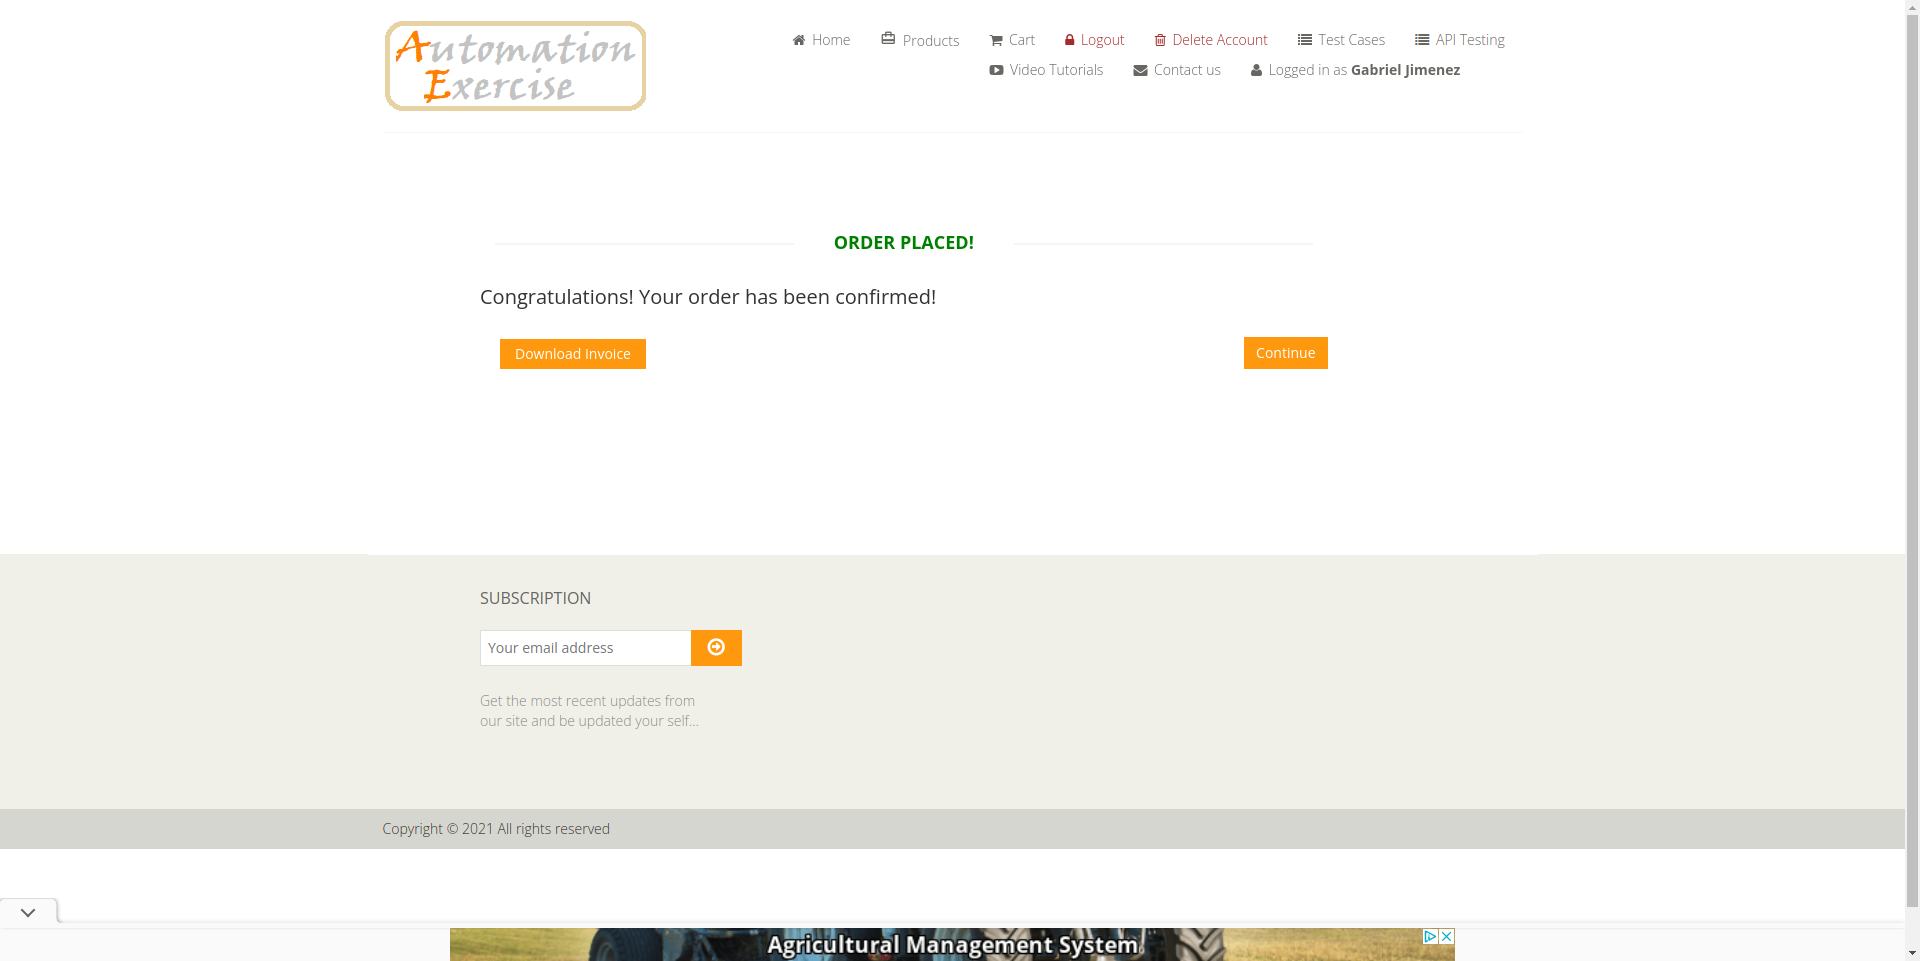 Automation
Exercise
Home
Products
Cart
Logout
Delete Account
Test Cases
API Testing
Video Tutorials
Contact us
Logged in as Gabriel Jimenez
ORDER PLACED!
Congratulations! Your order has been confirmed!
Download Invoice
Continue
SUBSCRIPTION
Your email address
Get the most recent updates from
our site and be updated your self...
Copyright © 2021 All rights reserved
Agricultural Management System